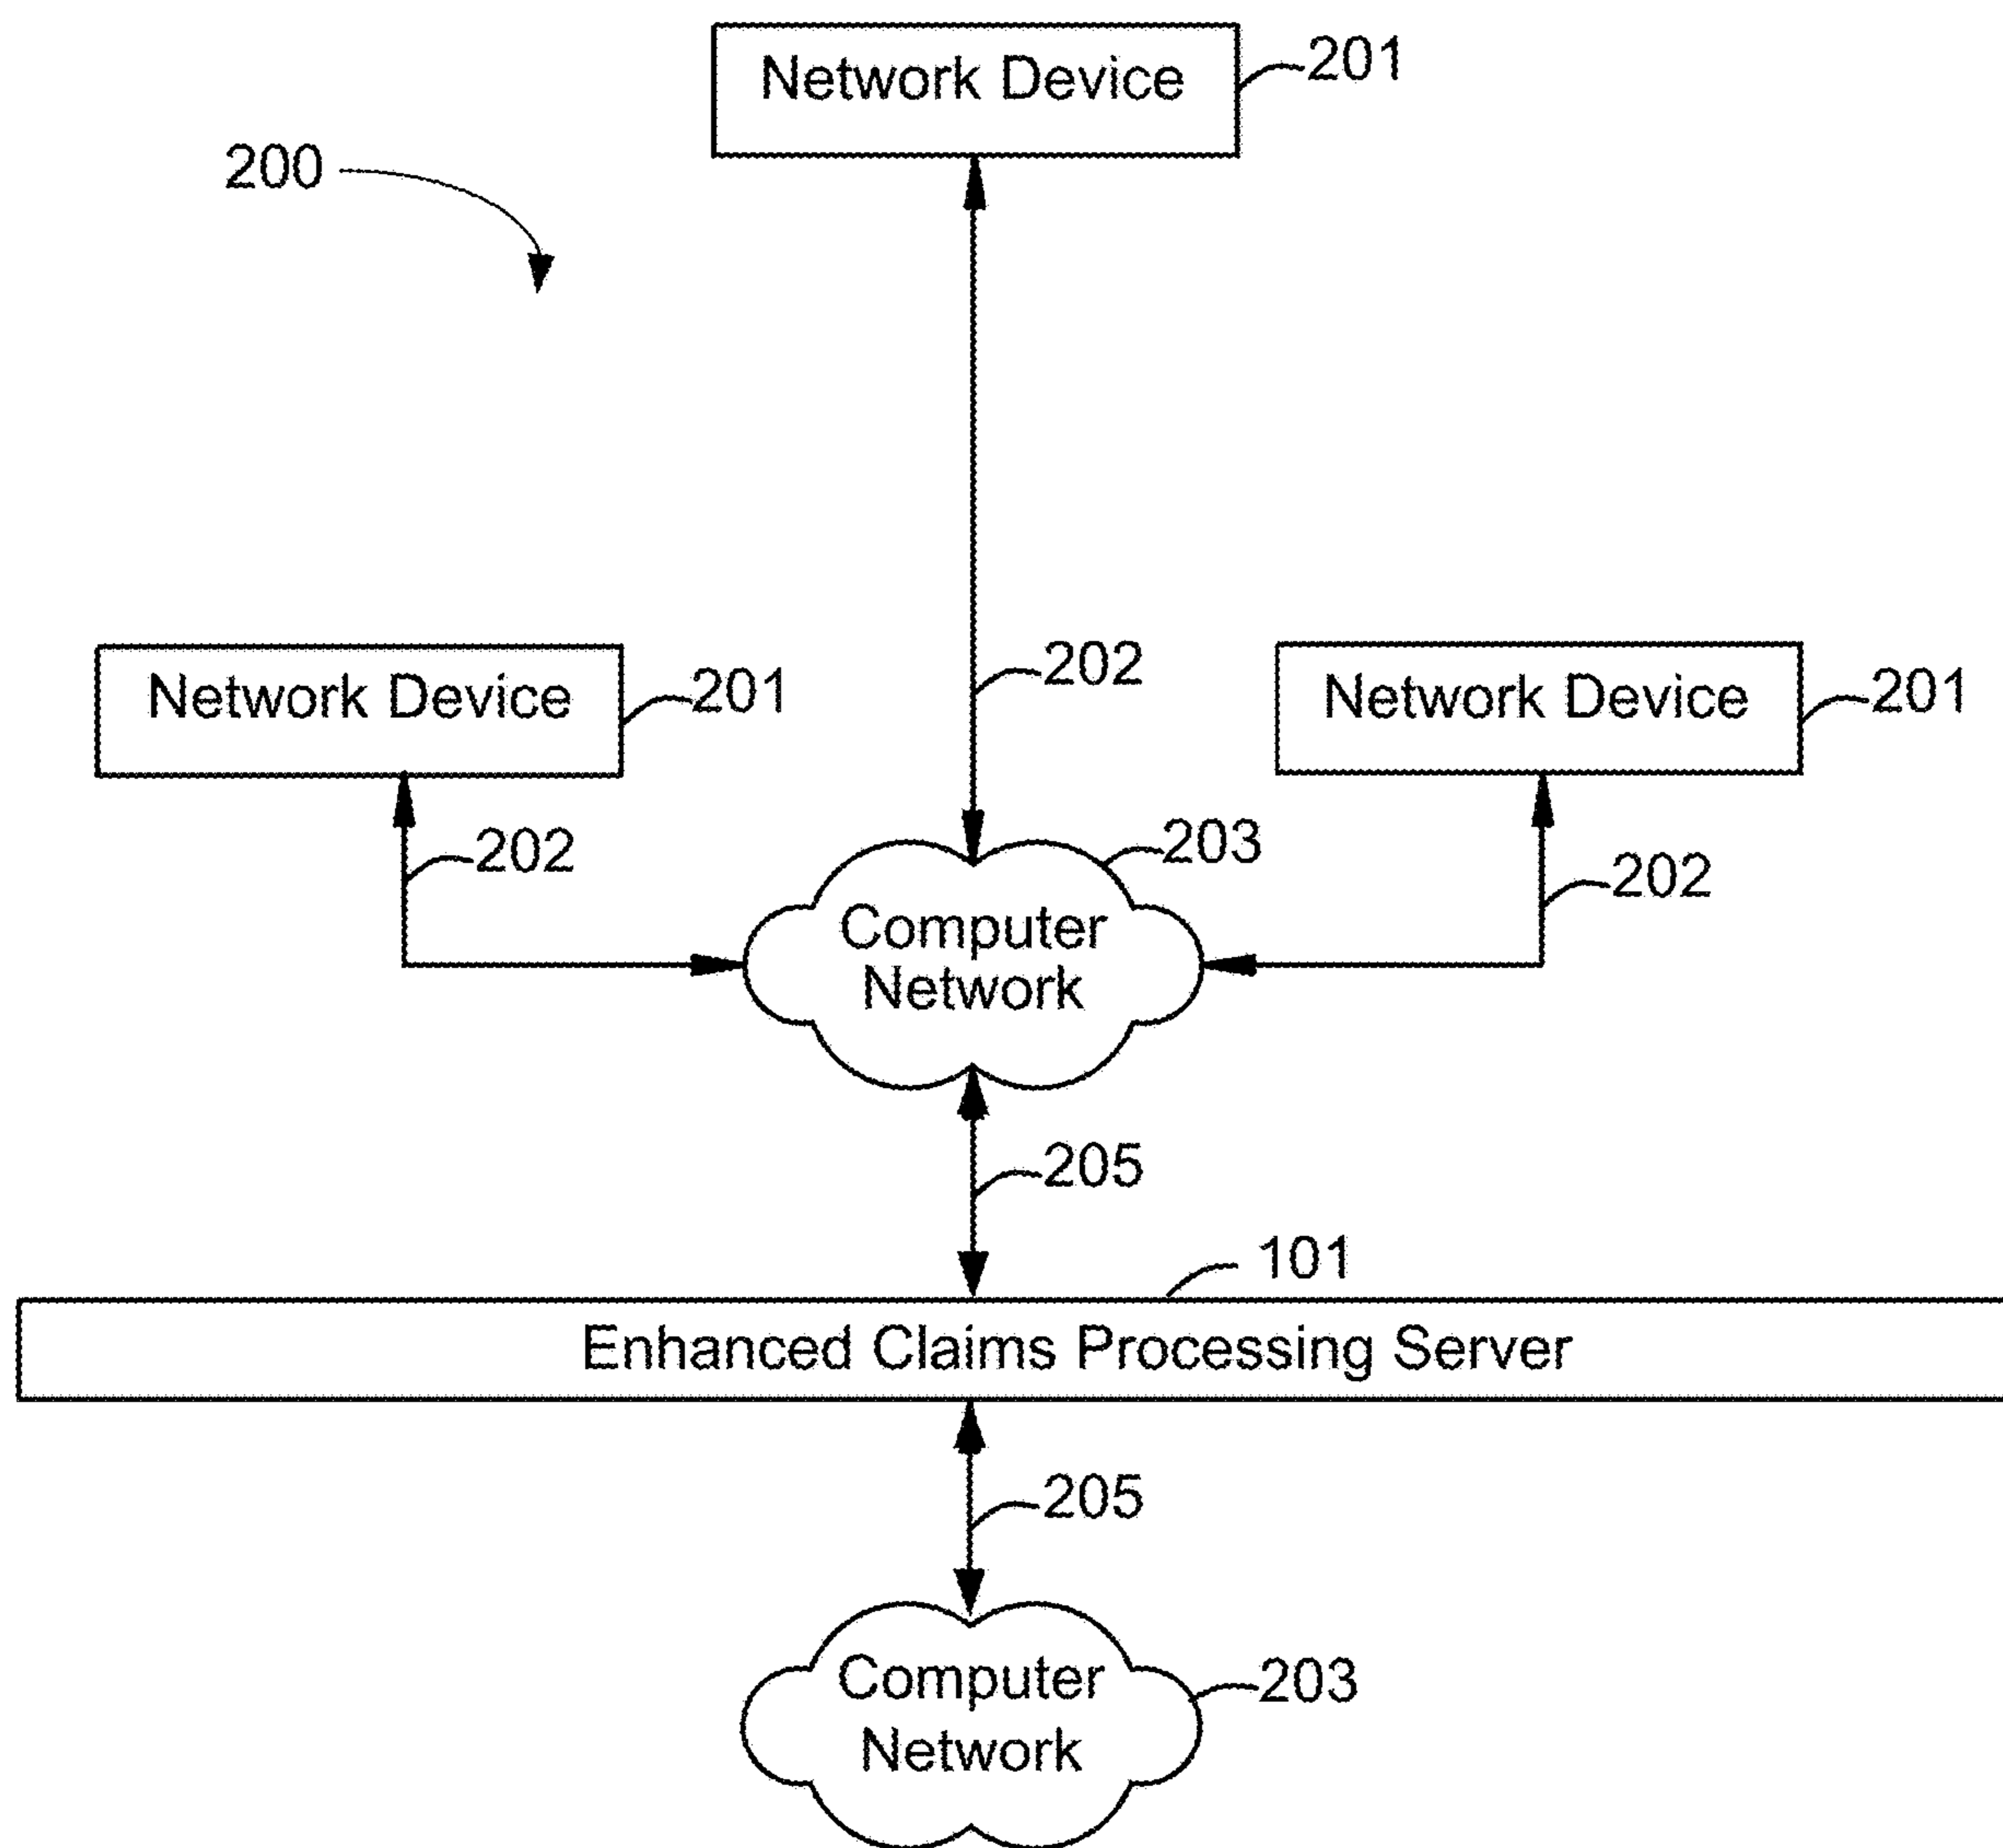 Network Device
201
200
202
Network Device
201
Network Device
201
202
203
202
Computer
Network
205
101
Enhanced Claims Processing Server
205
Computer
Network
203